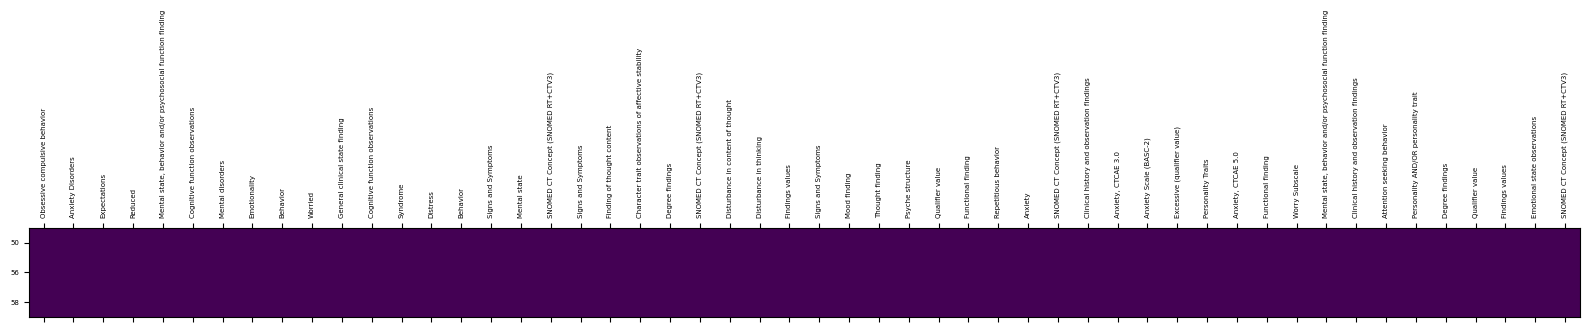 Obsessive compulsive behavior
Anxiety Disorders
Expectations
Reduced
Mental state, behavior and/or psychosocial function finding
Cognitive function observations
Mental disorders
Emotionality
Behavior
Worried
General clinical state finding
Cognitive function observations
Syndrome
Distress
Behavior
Signs and Symptoms
Mental state
SNOMED CT Concept (SNOMED RT+CTV3)
Signs and Symptoms
Finding of thought content
Character trait observations of affective stability
Degree findings
SNOMED CT Concept (SNOMED RT+CTV3)
Disturbance in content of thought
Disturbance in thinking
Findings values
Signs and Symptoms
Mood finding
Thought finding
Psyche structure
Qualifier value
Functional finding
Repetitious behavior
Anxiety
SNOMED CT Concept (SNOMED RT+CTV3)
Clinical history and observation findings
Anxiety, CTCAE 3.0
Anxiety Scale (BASC-2)
Excessive (qualifier value)
Personality Traits
Anxiety, CTCAE 5.0
Functional finding
Worry Subscale
Mental state, behavior and/or psychosocial function finding
Clinical history and observation findings
Attention seeking behavior
Personality AND/OR personality trait
Degree findings
Qualifier value
Findings values
Emotional state observations
SNOMED CT Concept (SNOMED RT+CTV3)
50
56
58